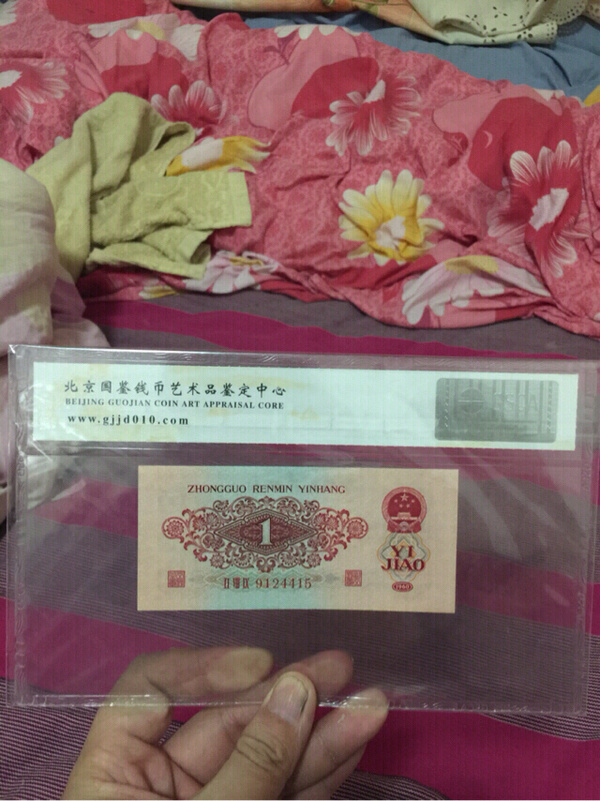 北京国鉴钱币艺术品鉴定中心
BEIJING GUOJIAN COIN ART APPRAISAL CORE
www.gjjd010.com
ZHONGGUO RENMIN YINHANG
1
YI
JIAO
9124415
1960